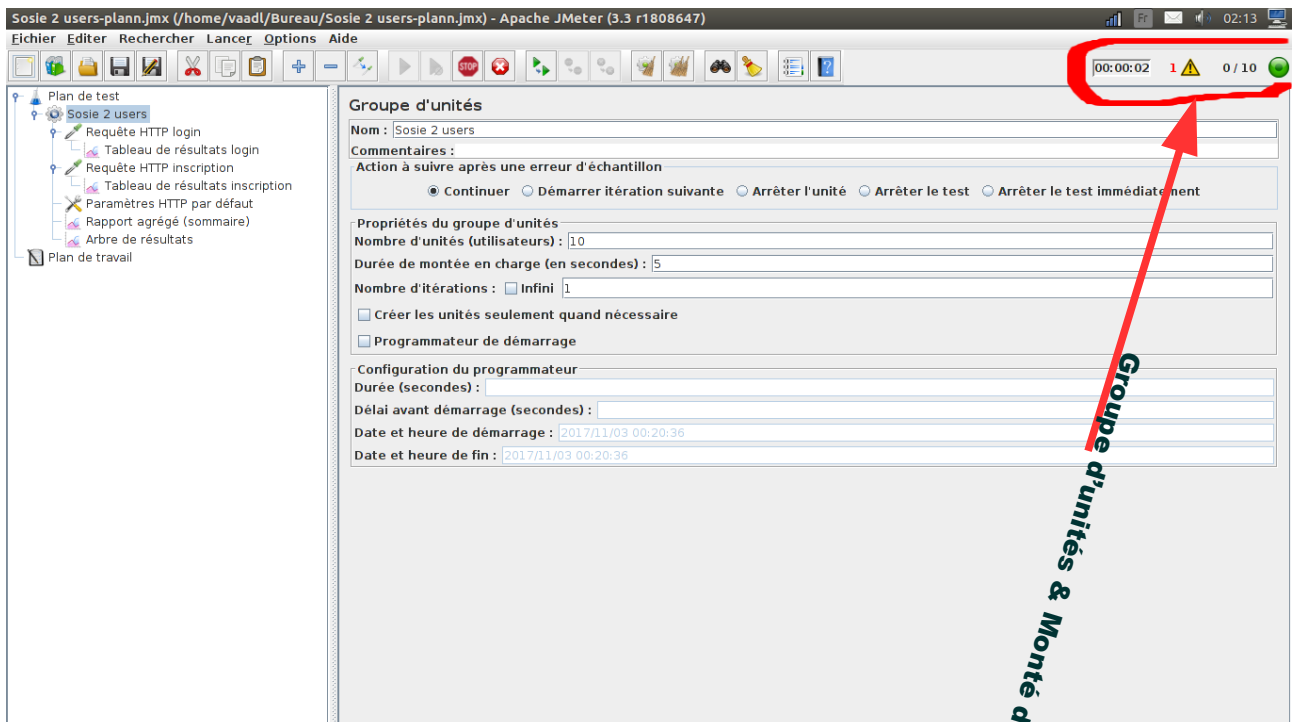 Sosie 2 users-plann.jmx (/home/vaadl/Bureau/Sosie 2 users-plann.jmx) - Apache JMeter (3.3 r1808647) Fr 02:13
Fichier Editer Rechercher Lancer Options Aide
STOP ? 00:00:02 1 0 / 10
Plan de test
Sosie 2 users
Requête HTTP login
Tableau de résultats login
Requête HTTP inscription
Tableau de résultats inscription
Paramètres HTTP par défaut
Rapport agrégé (sommaire)
Arbre de résultats
Plan de travail
Groupe d'unités
Nom : Sosie 2 users
Commentaires :
Action à suivre après une erreur d'échantillon
Continuer Démarrer itération suivante Arrêter l'unité Arrêter le test Arrêter le test immédiatement
Propriétés du groupe d'unités
Nombre d'unités (utilisateurs) : 10
Durée de montée en charge (en secondes) : 5
Nombre d'itérations : Infini 1
Créer les unités seulement quand nécessaire
Programmateur de démarrage
Configuration du programmateur
Durée (secondes) :
Délai avant démarrage (secondes) :
Date et heure de démarrage : 2017/11/03 00:20:36
Date et heure de fin : 2017/11/03 00:20:36
Groupe d'unités & Monté d